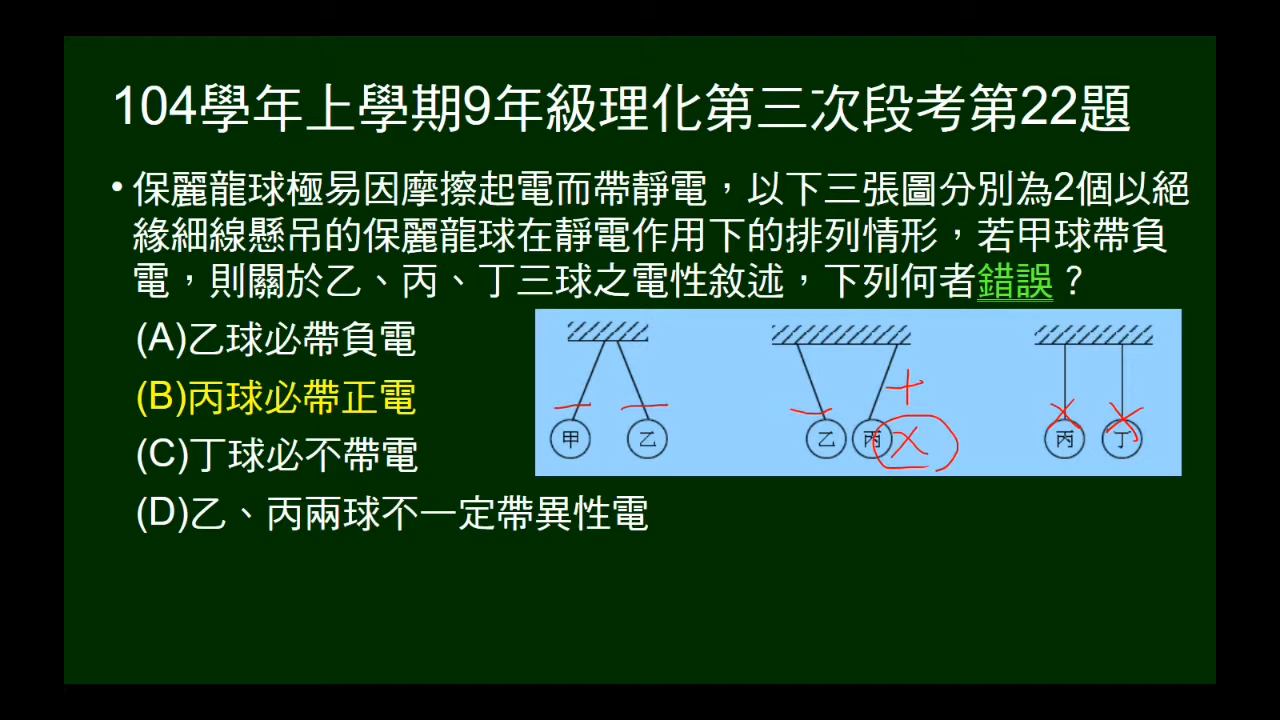 104學年上學期9年級理化第三次段考第22題
•保麗龍球極易因摩擦起電而帶靜電，以下三張圖分別為2個以絕
緣細線懸吊的保麗龍球在靜電作用下的排列情形，若甲球帶負
電，則關於乙、丙、丁三球之電性敘述，下列何者錯誤？
(A)乙球必帶負電
(B)丙球必帶正電
(C)丁球必不帶電
(D)乙、丙兩球不一定帶異性電
－ － － ＋ × × ×
甲 乙 乙 丙 丙 丁